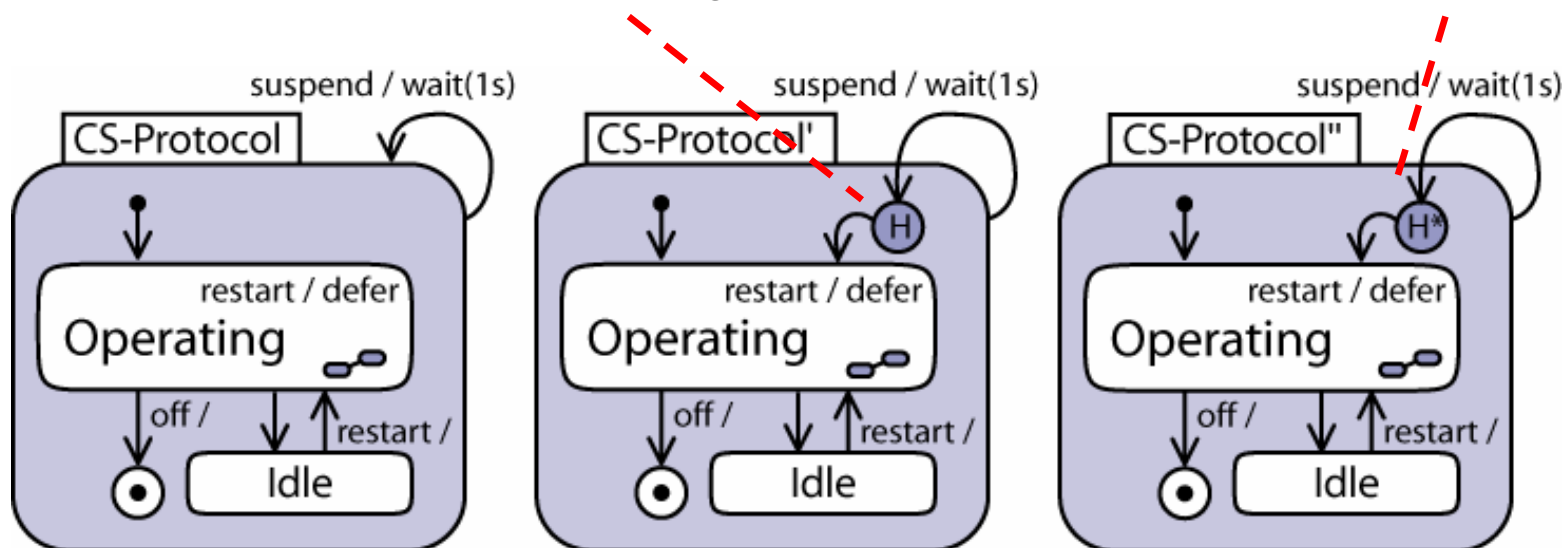 suspend / wait(1s)
CS-Protocol
restart / defer
Operating
off /
restart /
Idle
suspend / wait(1s)
CS-Protocol'
H
restart / defer
Operating
off /
restart /
Idle
suspend / wait(1s)
CS-Protocol"
H*
restart / defer
Operating
off /
restart /
Idle